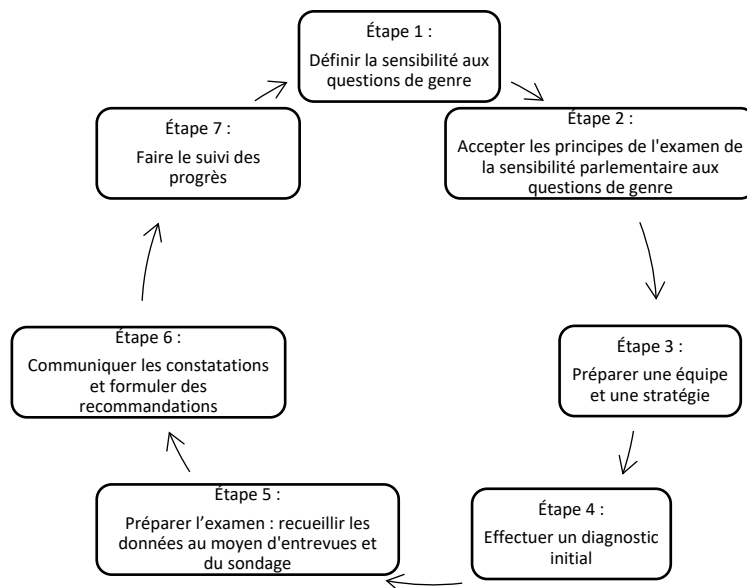 Étape 1 :
Définir la sensibilité aux
questions de genre
Étape 2 :
Accepter les principes de l'examen de
la sensibilité parlementaire aux
questions de genre
Étape 3 :
Préparer une équipe
et une stratégie
Étape 4 :
Effectuer un diagnostic
initial
Étape 5 :
Préparer l’examen : recueillir les
données au moyen d'entrevues et
du sondage
Étape 6 :
Communiquer les constatations
et formuler des
recommandations
Étape 7 :
Faire le suivi des
progrès